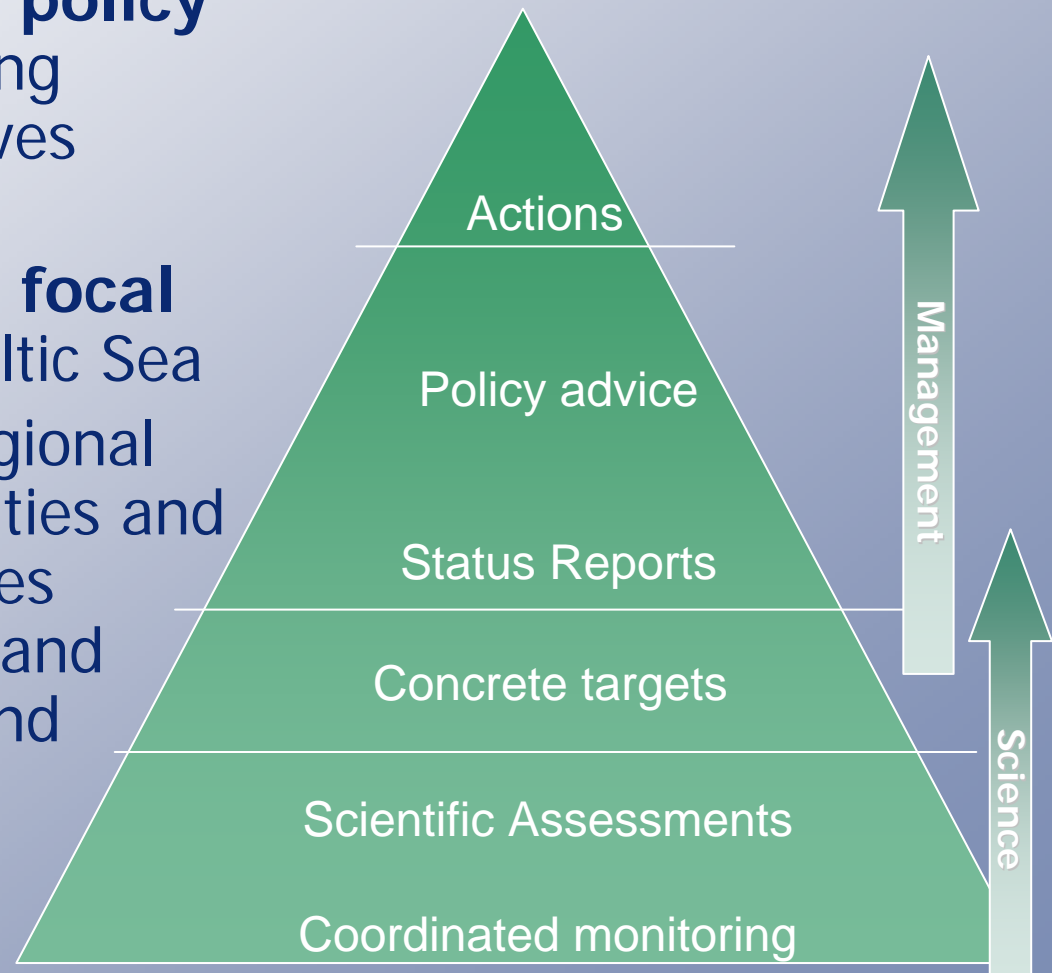 policy
ng
ves
focal
ltic Sea
gional
ties and
es
and
nd
Actions
Policy advice
Status Reports
Concrete targets
Scientific Assessments
Coordinated monitoring
Management
Science